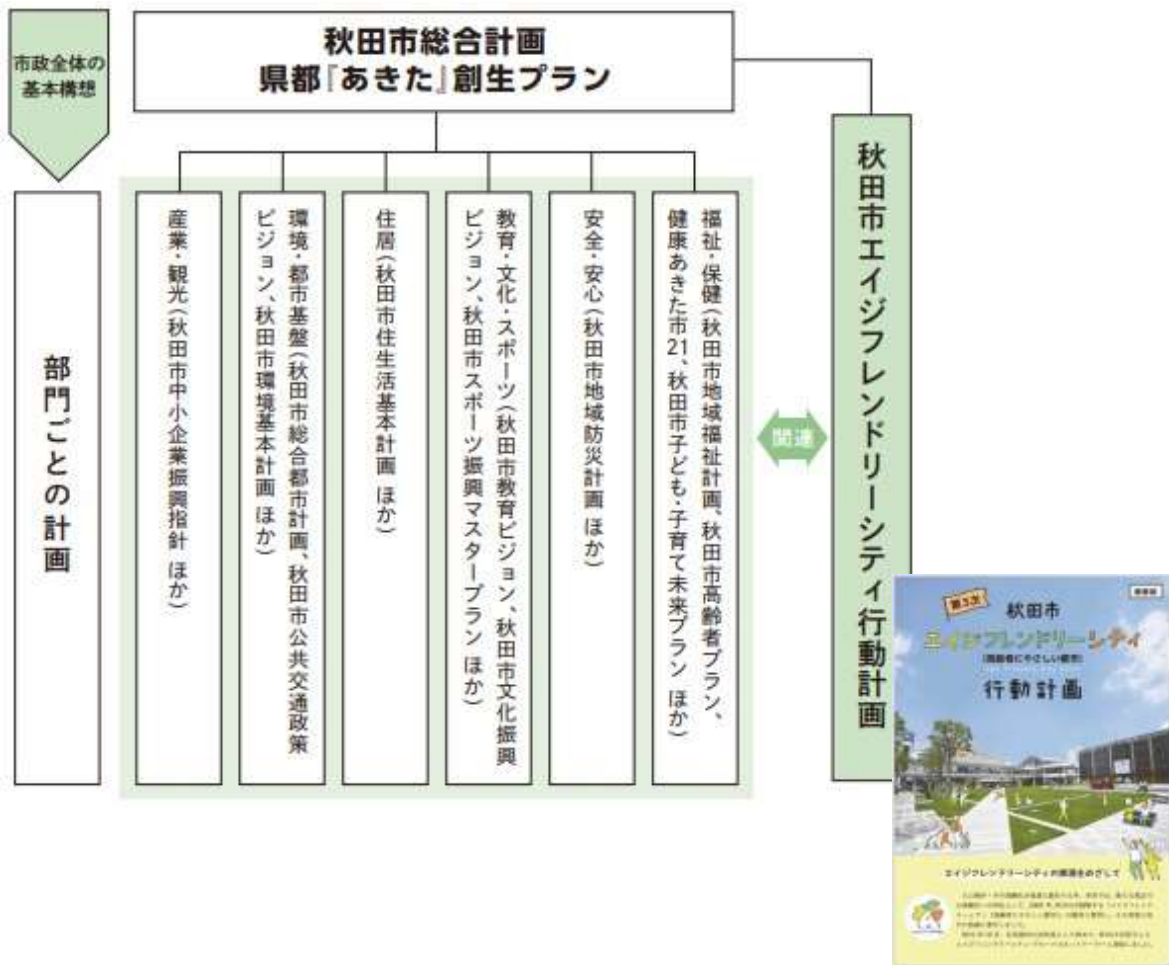 市政全体の
基本構想
秋田市総合計画
県都『あきた』創生プラン
部門ごとの計画
産業・観光(秋田市中小企業振興指針 ほか)
環境・都市基盤(秋田市総合都市計画、秋田市公共交通政策
ビジョン、秋田市環境基本計画 ほか)
住居(秋田市住生活基本計画 ほか)
教育・文化・スポーツ(秋田市教育ビジョン、秋田市文化振興
ビジョン、秋田市スポーツ振興マスタープラン ほか)
安全・安心(秋田市地域防災計画 ほか)
福祉・保健(秋田市地域福祉計画、秋田市高齢者プラン、
健康あきた市21、秋田市子ども・子育て未来プラン ほか)
関連
秋田市エイジフレンドリーシティ行動計画
第3次
概要版
秋田市
エイジフレンドリーシティ
(高齢者にやさしい都市)
行動計画
エイジフレンドリーシティの実現をめざして